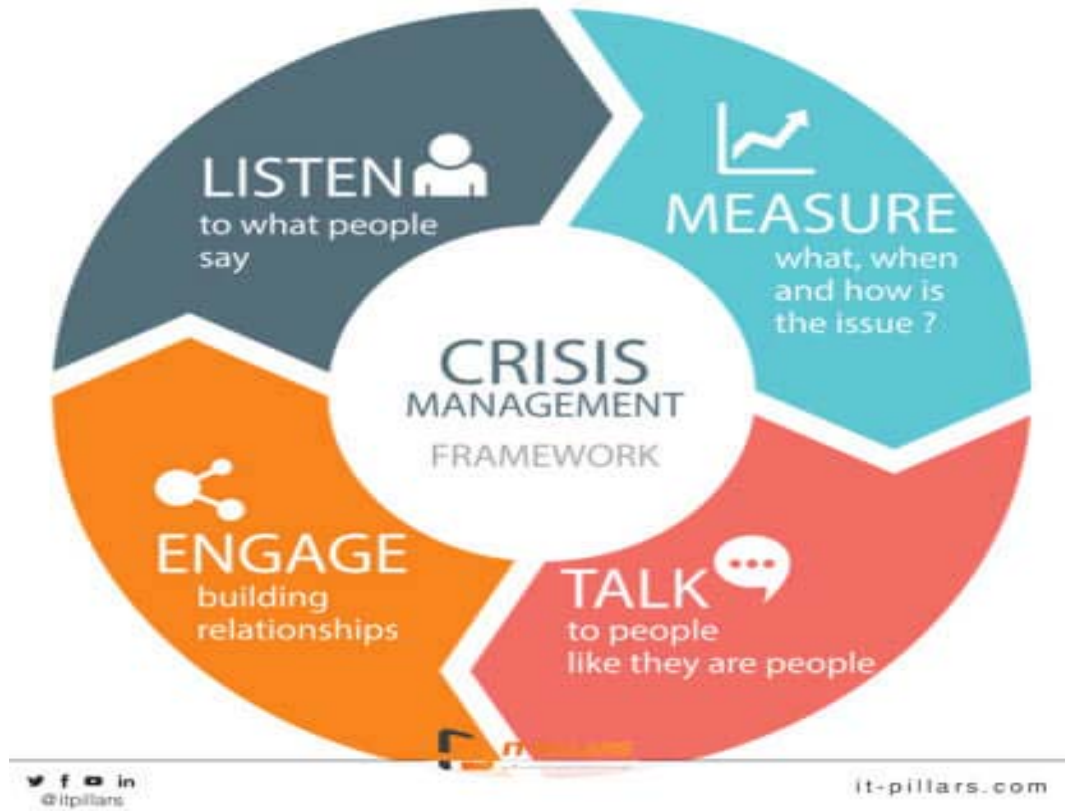 LISTEN
to what people
say
MEASURE
what, when
and how is
the issue ?
CRISIS
MANAGEMENT
FRAMEWORK
ENGAGE
building
relationships
TALK
to people
like they are people
@itpillars
it-pillars.com